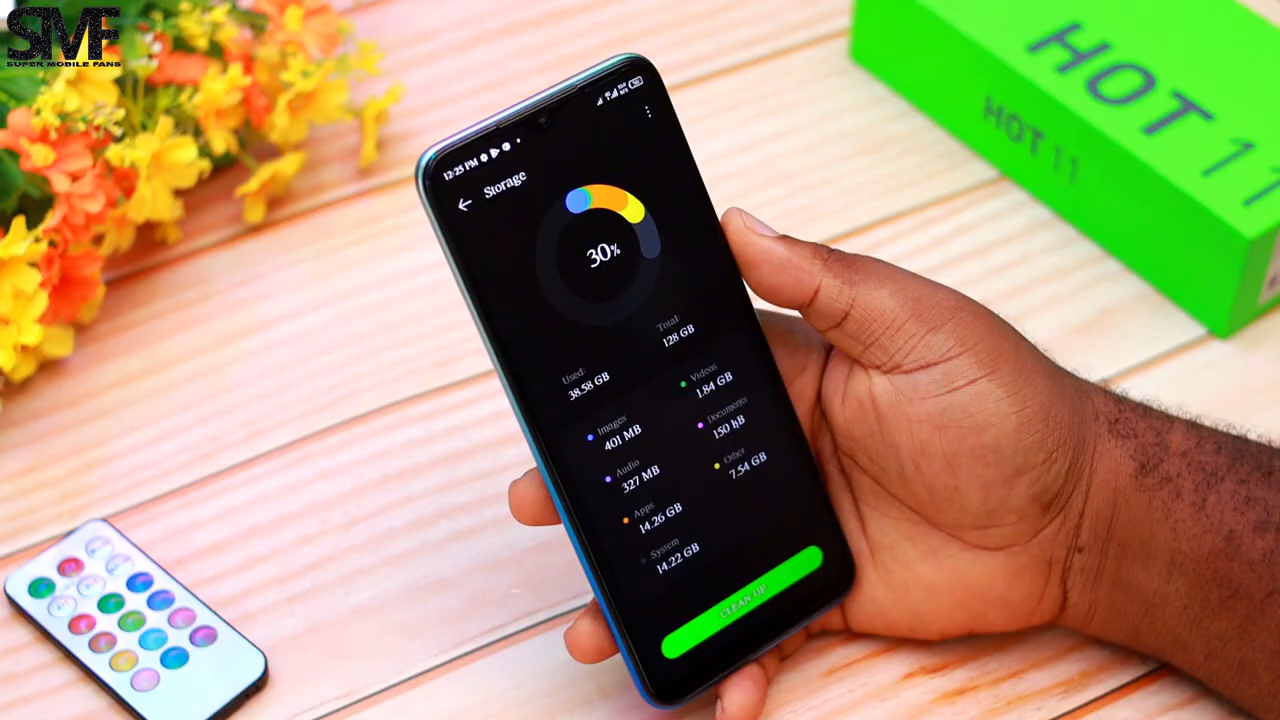 SMF
SUPER MOBILE FANS
HOT 11
HOT 11
12:25 PM
Storage
30%
Total:
128 GB
Used:
38.58 GB
Videos
1.84 GB
Images
401 MB
Documents
150 kB
Audio
327 MB
Other
7.54 GB
Apps
14.26 GB
System
14.22 GB
CLEAN UP